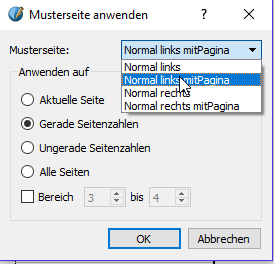 Musterseite anwenden
Musterseite: Normal links mitPagina
Normal links
Normal links mitPagina
Normal rechts
Normal rechts mitPagina
Anwenden auf
Aktuelle Seite
Gerade Seitenzahlen
Ungerade Seitenzahlen
Alle Seiten
Bereich 3 bis 4
OK Abbrechen